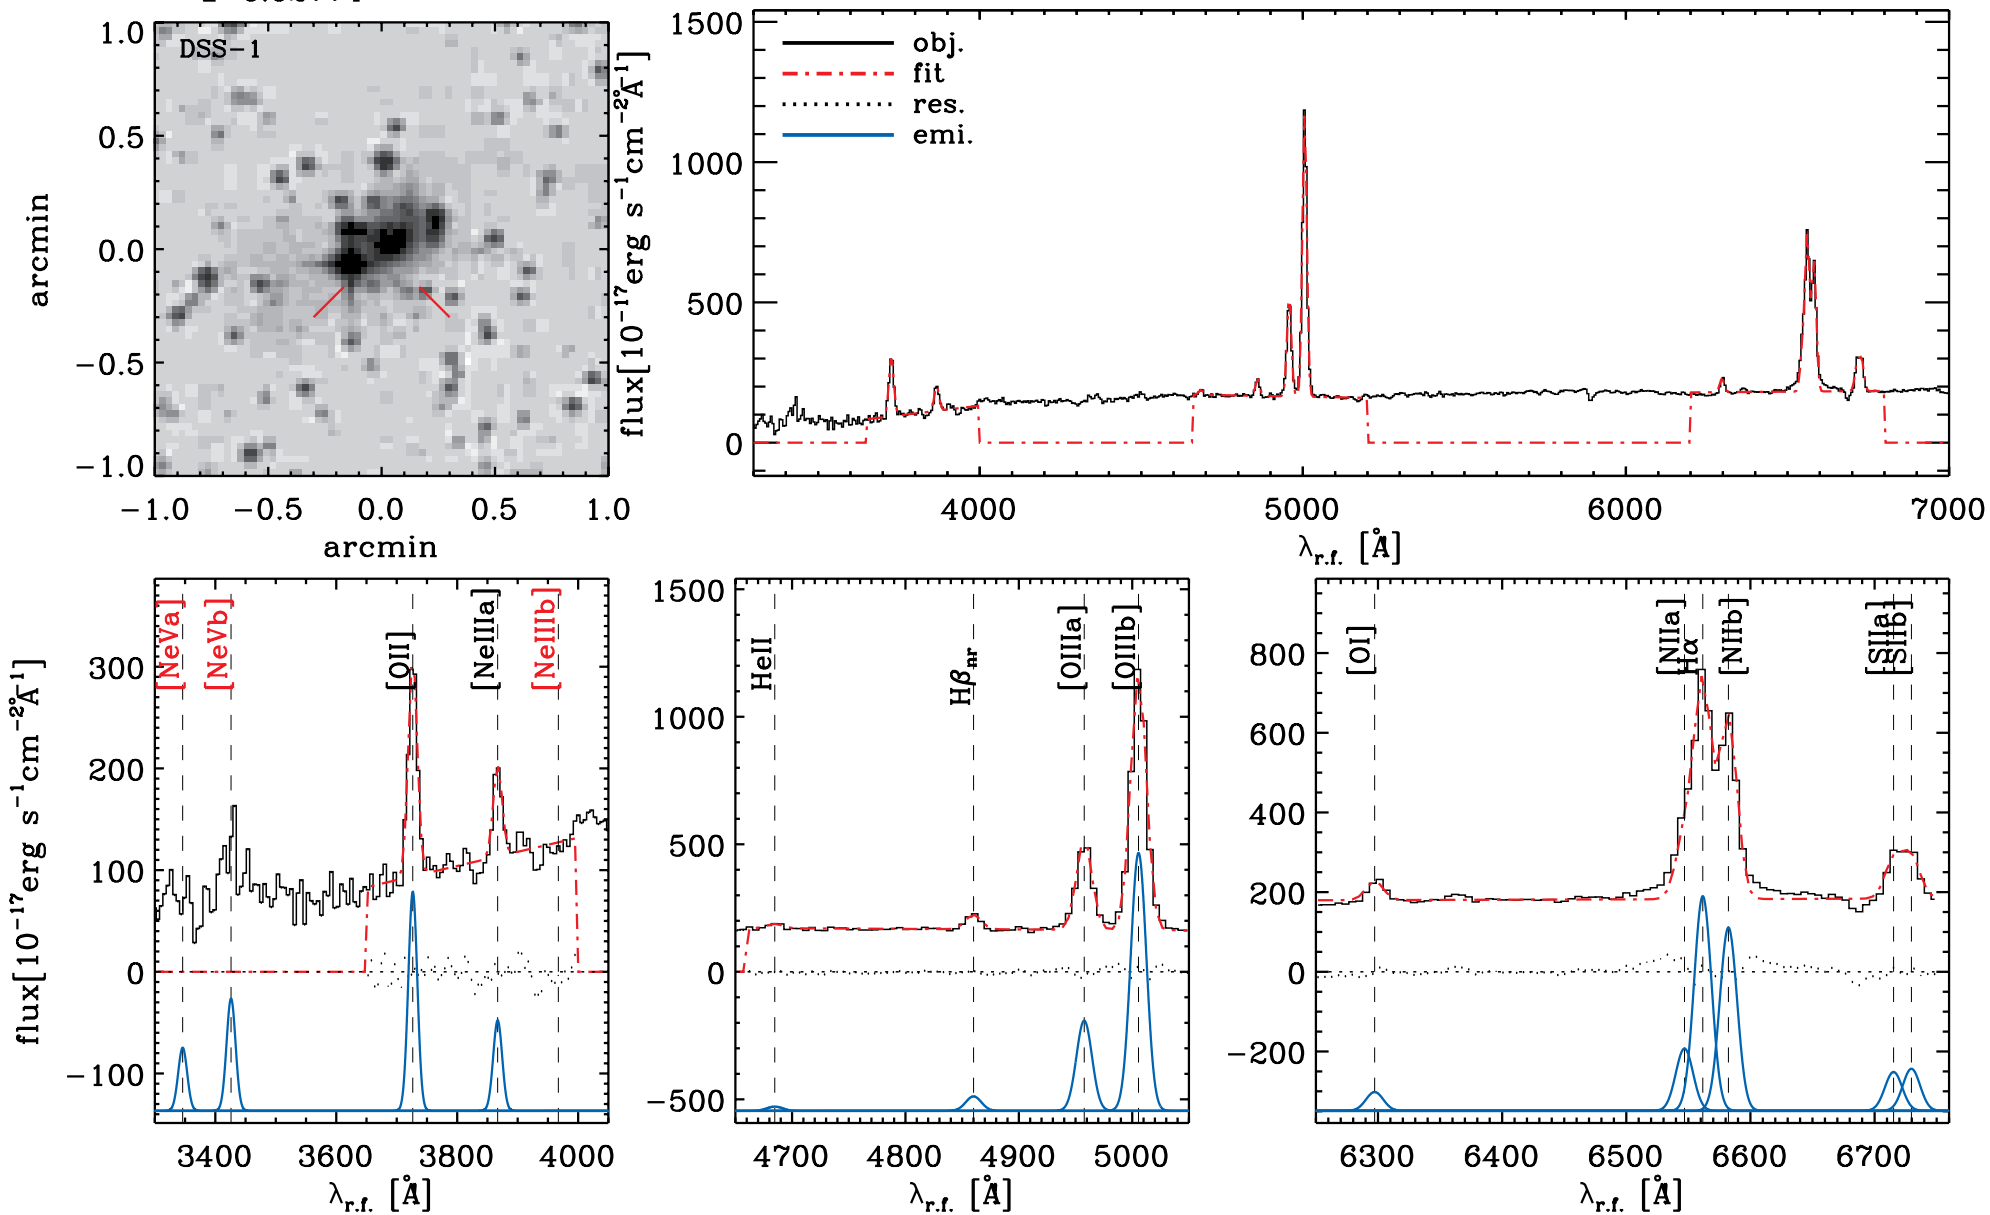 DSS-1
1.0
0.5
0.0
−0.5
−1.0
arcmin
−1.0 −0.5 0.0 0.5 1.0
arcmin
flux[10⁻¹⁷erg s⁻¹cm⁻²Å⁻¹]
1500
1000
500
0
obj.
fit
res.
emi.
4000 5000 6000 7000
λr.f. [Å]
flux[10⁻¹⁷erg s⁻¹cm⁻²Å⁻¹]
300
200
100
0
−100
[NeVa] [NeVb] [OII] [NeIIIa] [NeIIIb]
3400 3600 3800 4000
λr.f. [Å]
1500
1000
500
0
−500
HeII Hβnr [OIIIa] [OIIIb]
4700 4800 4900 5000
λr.f. [Å]
800
600
400
200
0
−200
[OI] [NIIa] Hα [NIIb] [SIIa] [SIIb]
6300 6400 6500 6600 6700
λr.f. [Å]